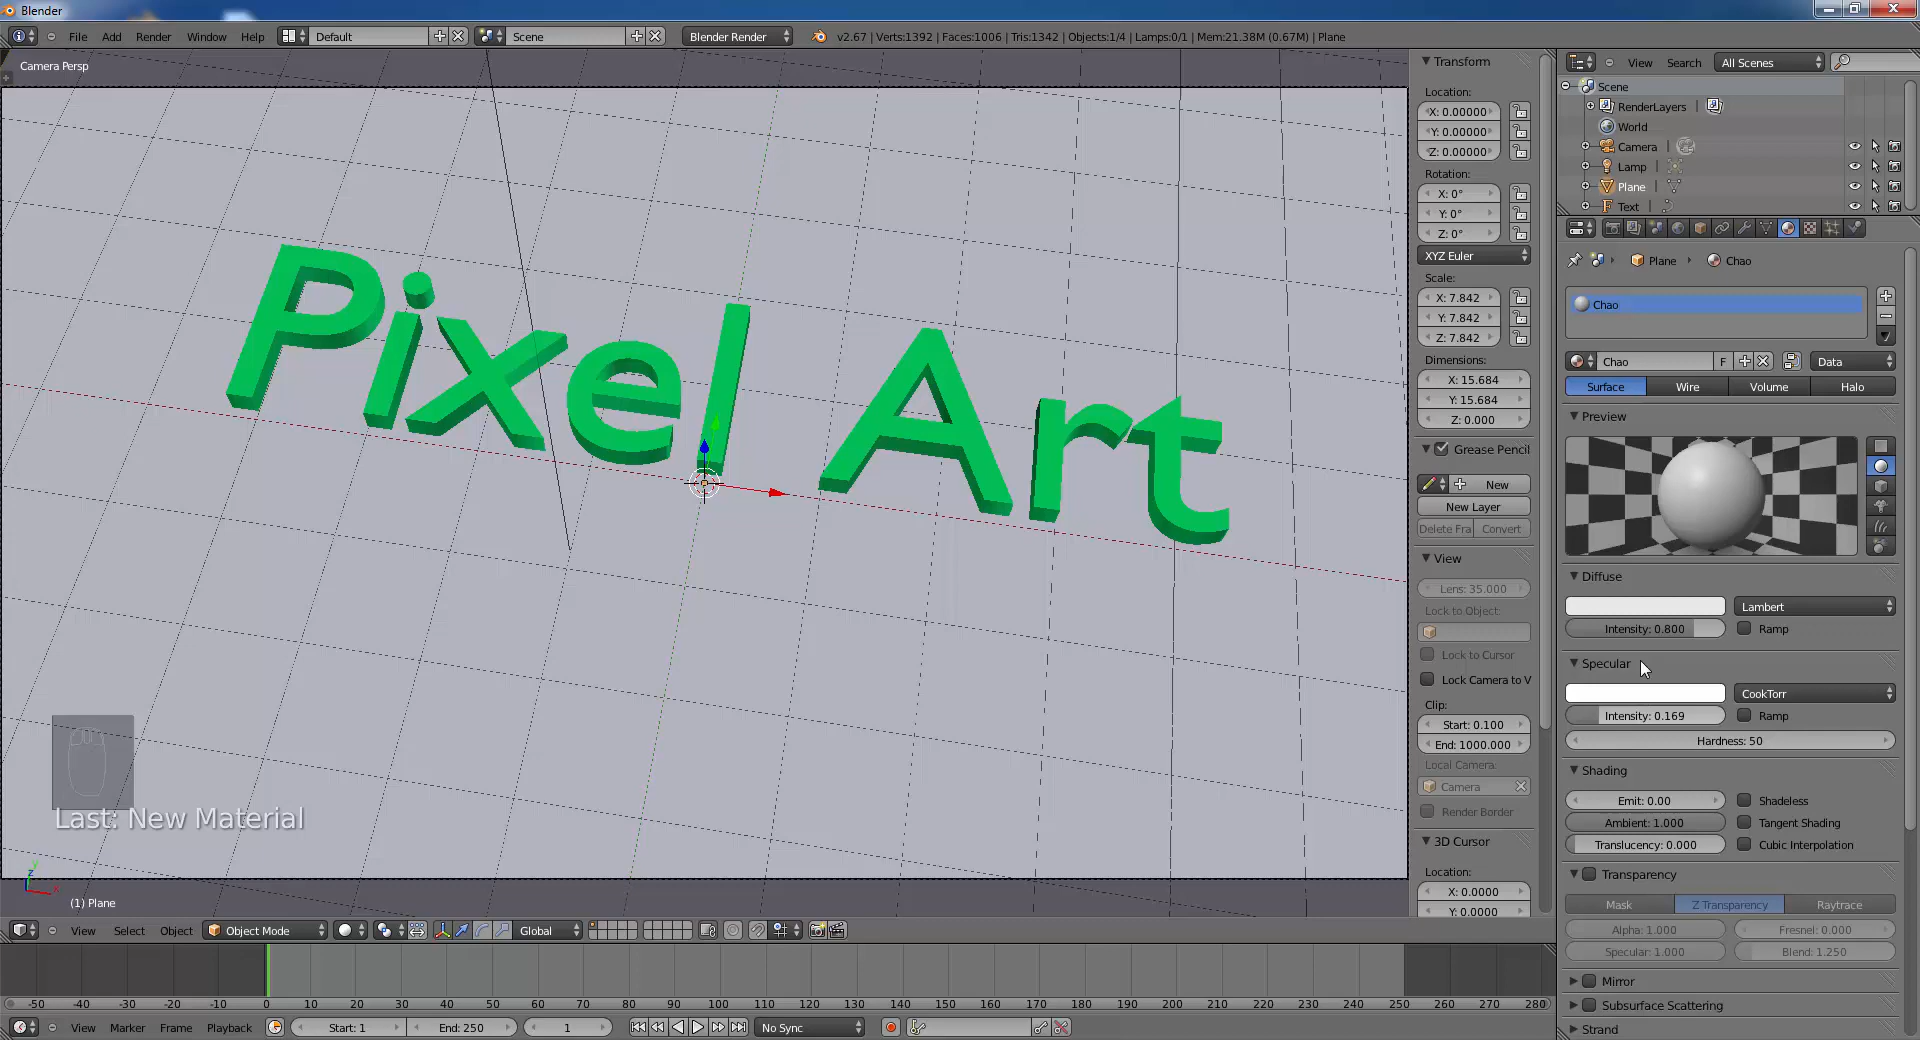 Blender
File Add Render Window Help Default Scene Blender Render v2.67 | Verts:1392 | Faces:1006 | Tris:1342 | Objects:1/4 | Lamps:0/1 | Mem:21.38M (0.67M) | Plane
Camera Persp
Pixel Art
Last: New Material
z
(1) Plane
View Select Object Object Mode Global
-50 -40 -30 -20 -10 0 10 20 30 40 50 60 70 80 90 100 110 120 130 140 150 160 170 180 190 200 210 220 230 240 250 260 270 280
View Marker Frame Playback Start: 1 End: 250 1 No Sync
Transform
Location:
X: 0.00000
Y: 0.00000
Z: 0.00000
Rotation:
X: 0°
Y: 0°
Z: 0°
XYZ Euler
Scale:
X: 7.842
Y: 7.842
Z: 7.842
Dimensions:
X: 15.684
Y: 15.684
Z: 0.000
Grease Pencil
New
New Layer
Delete Fra Convert
View
Lens: 35.000
Lock to Object:
Lock to Cursor
Lock Camera to V
Clip:
Start: 0.100
End: 1000.000
Local Camera:
Camera
Render Border
3D Cursor
Location:
X: 0.0000
Y: 0.0000
View Search All Scenes
Scene
RenderLayers |
World
Camera |
Lamp |
Plane |
Text |
Plane Chao
Chao
Chao F Data
Surface Wire Volume Halo
Preview
Diffuse
Lambert
Intensity: 0.800 Ramp
Specular
CookTorr
Intensity: 0.169 Ramp
Hardness: 50
Shading
Emit: 0.00 Shadeless
Ambient: 1.000 Tangent Shading
Translucency: 0.000 Cubic Interpolation
Transparency
Mask Z Transparency Raytrace
Alpha: 1.000 Fresnel: 0.000
Specular: 1.000 Blend: 1.250
Mirror
Subsurface Scattering
Strand